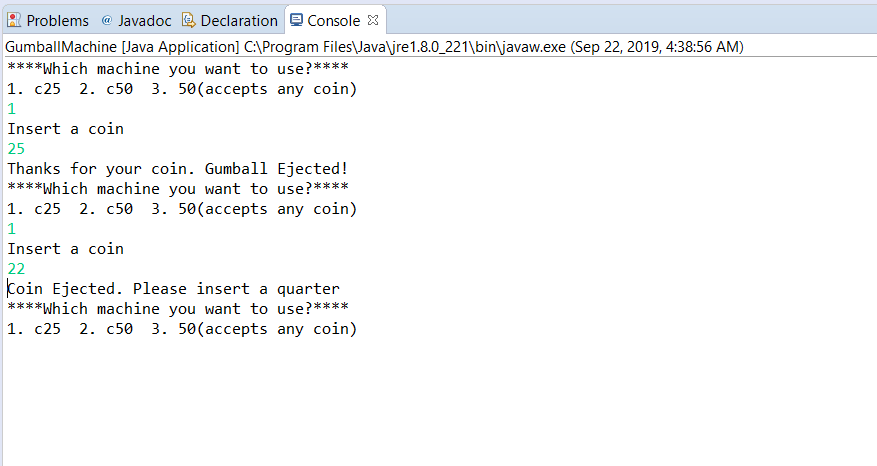 Problems @ Javadoc Declaration Console
GumballMachine [Java Application] C:\Program Files\Java\jre1.8.0_221\bin\javaw.exe (Sep 22, 2019, 4:38:56 AM)
****Which machine you want to use?****
1. c25  2. c50  3. 50(accepts any coin)
1
Insert a coin
25
Thanks for your coin. Gumball Ejected!
****Which machine you want to use?****
1. c25  2. c50  3. 50(accepts any coin)
1
Insert a coin
22
Coin Ejected. Please insert a quarter
****Which machine you want to use?****
1. c25  2. c50  3. 50(accepts any coin)